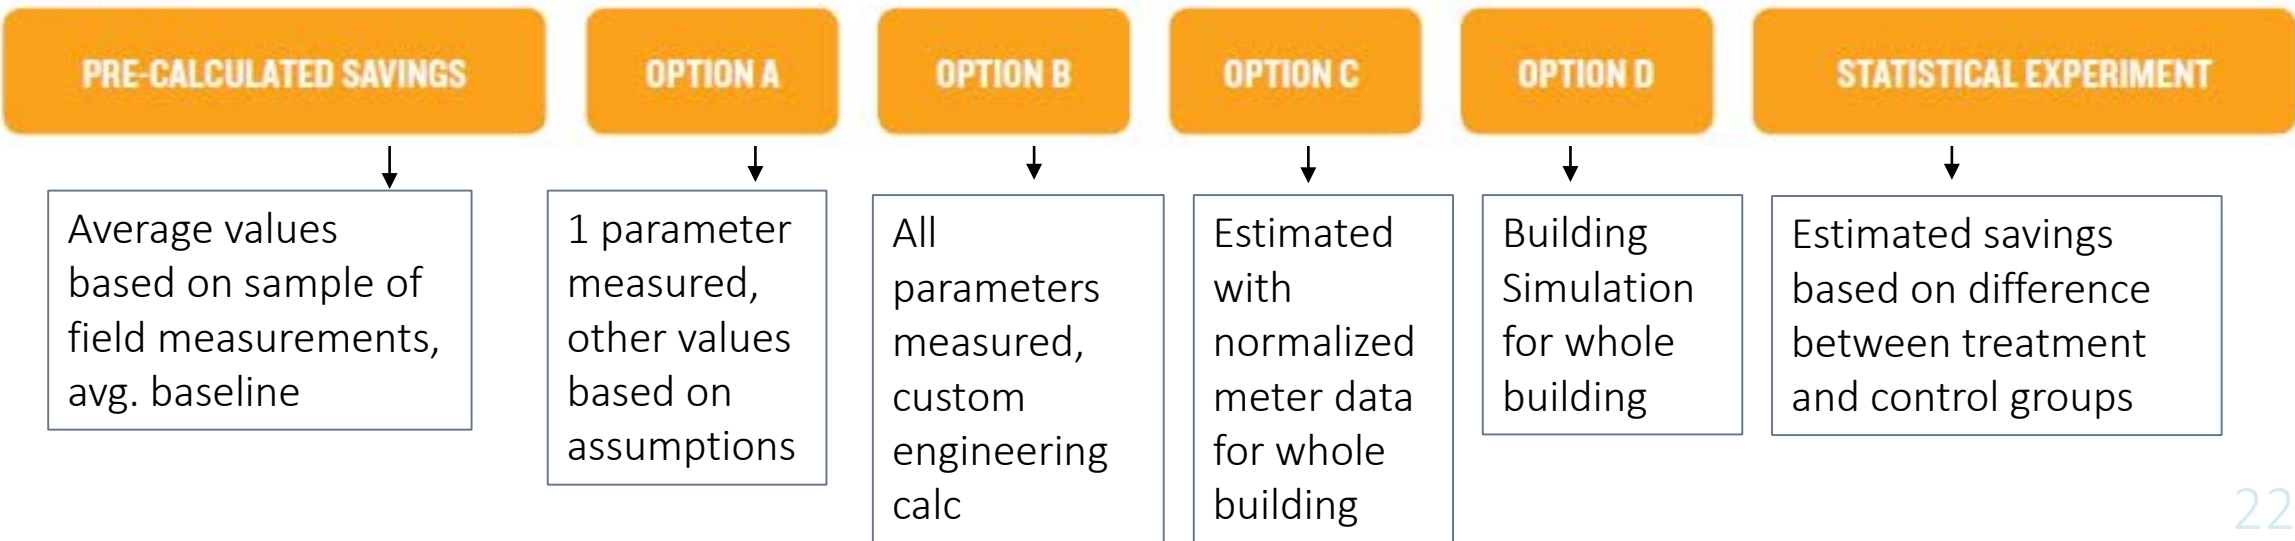 PRE-CALCULATED SAVINGS
OPTION A
OPTION B
OPTION C
OPTION D
STATISTICAL EXPERIMENT
Average values
based on sample of
field measurements,
avg. baseline
1 parameter
measured,
other values
based on
assumptions
All
parameters
measured,
custom
engineering
calc
Estimated
with
normalized
meter data
for whole
building
Building
Simulation
for whole
building
Estimated savings
based on difference
between treatment
and control groups
22